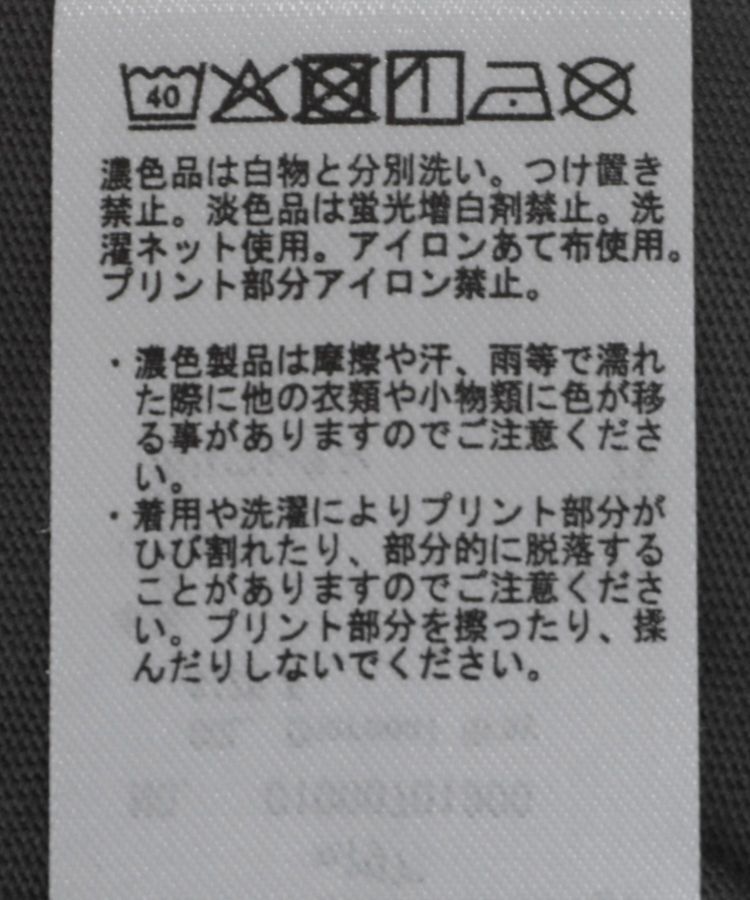 40
濃色品は白物と分別洗い。つけ置き
禁止。淡色品は蛍光増白剤禁止。洗
濯ネット使用。アイロンあて布使用。
プリント部分アイロン禁止。
・濃色製品は摩擦や汗、雨等で濡れ
た際に他の衣類や小物類に色が移
る事がありますのでご注意くださ
い。
・着用や洗濯によりプリント部分が
ひび割れたり、部分的に脱落する
ことがありますのでご注意くださ
い。プリント部分を擦ったり、揉
んだりしないでください。